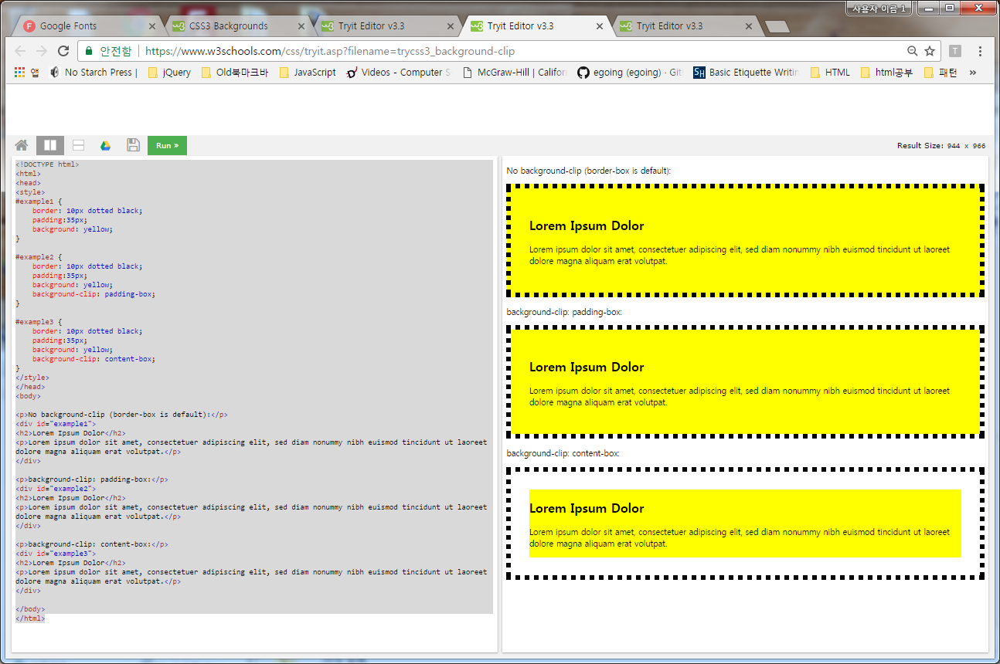 사용자 이름 1
Google Fonts
CSS3 Backgrounds
Tryit Editor v3.3
Tryit Editor v3.3
Tryit Editor v3.3
안전함 https://www.w3schools.com/css/tryit.asp?filename=trycss3_background-clip
앱 No Starch Press | jQuery Old북마크바 JavaScript Videos - Computer S McGraw-Hill | Califor egoing (egoing) · Git Basic Etiquette Writin HTML html공부 패턴 »
Run »
Result Size: 944 x 966
<!DOCTYPE html>
<html>
<head>
<style>
#example1 {
    border: 10px dotted black;
    padding:35px;
    background: yellow;
}
#example2 {
    border: 10px dotted black;
    padding:35px;
    background: yellow;
    background-clip: padding-box;
}
#example3 {
    border: 10px dotted black;
    padding:35px;
    background: yellow;
    background-clip: content-box;
}
</style>
</head>
<body>
<p>No background-clip (border-box is default):</p>
<div id="example1">
<h2>Lorem Ipsum Dolor</h2>
<p>Lorem ipsum dolor sit amet, consectetuer adipiscing elit, sed diam nonummy nibh euismod tincidunt ut laoreet
dolore magna aliquam erat volutpat.</p>
</div>
<p>background-clip: padding-box:</p>
<div id="example2">
<h2>Lorem Ipsum Dolor</h2>
<p>Lorem ipsum dolor sit amet, consectetuer adipiscing elit, sed diam nonummy nibh euismod tincidunt ut laoreet
dolore magna aliquam erat volutpat.</p>
</div>
<p>background-clip: content-box:</p>
<div id="example3">
<h2>Lorem Ipsum Dolor</h2>
<p>Lorem ipsum dolor sit amet, consectetuer adipiscing elit, sed diam nonummy nibh euismod tincidunt ut laoreet
dolore magna aliquam erat volutpat.</p>
</div>
</body>
</html>
No background-clip (border-box is default):
Lorem Ipsum Dolor
Lorem ipsum dolor sit amet, consectetuer adipiscing elit, sed diam nonummy nibh euismod tincidunt ut laoreet
dolore magna aliquam erat volutpat.
background-clip: padding-box:
Lorem Ipsum Dolor
Lorem ipsum dolor sit amet, consectetuer adipiscing elit, sed diam nonummy nibh euismod tincidunt ut laoreet
dolore magna aliquam erat volutpat.
background-clip: content-box:
Lorem Ipsum Dolor
Lorem ipsum dolor sit amet, consectetuer adipiscing elit, sed diam nonummy nibh euismod tincidunt ut laoreet
dolore magna aliquam erat volutpat.